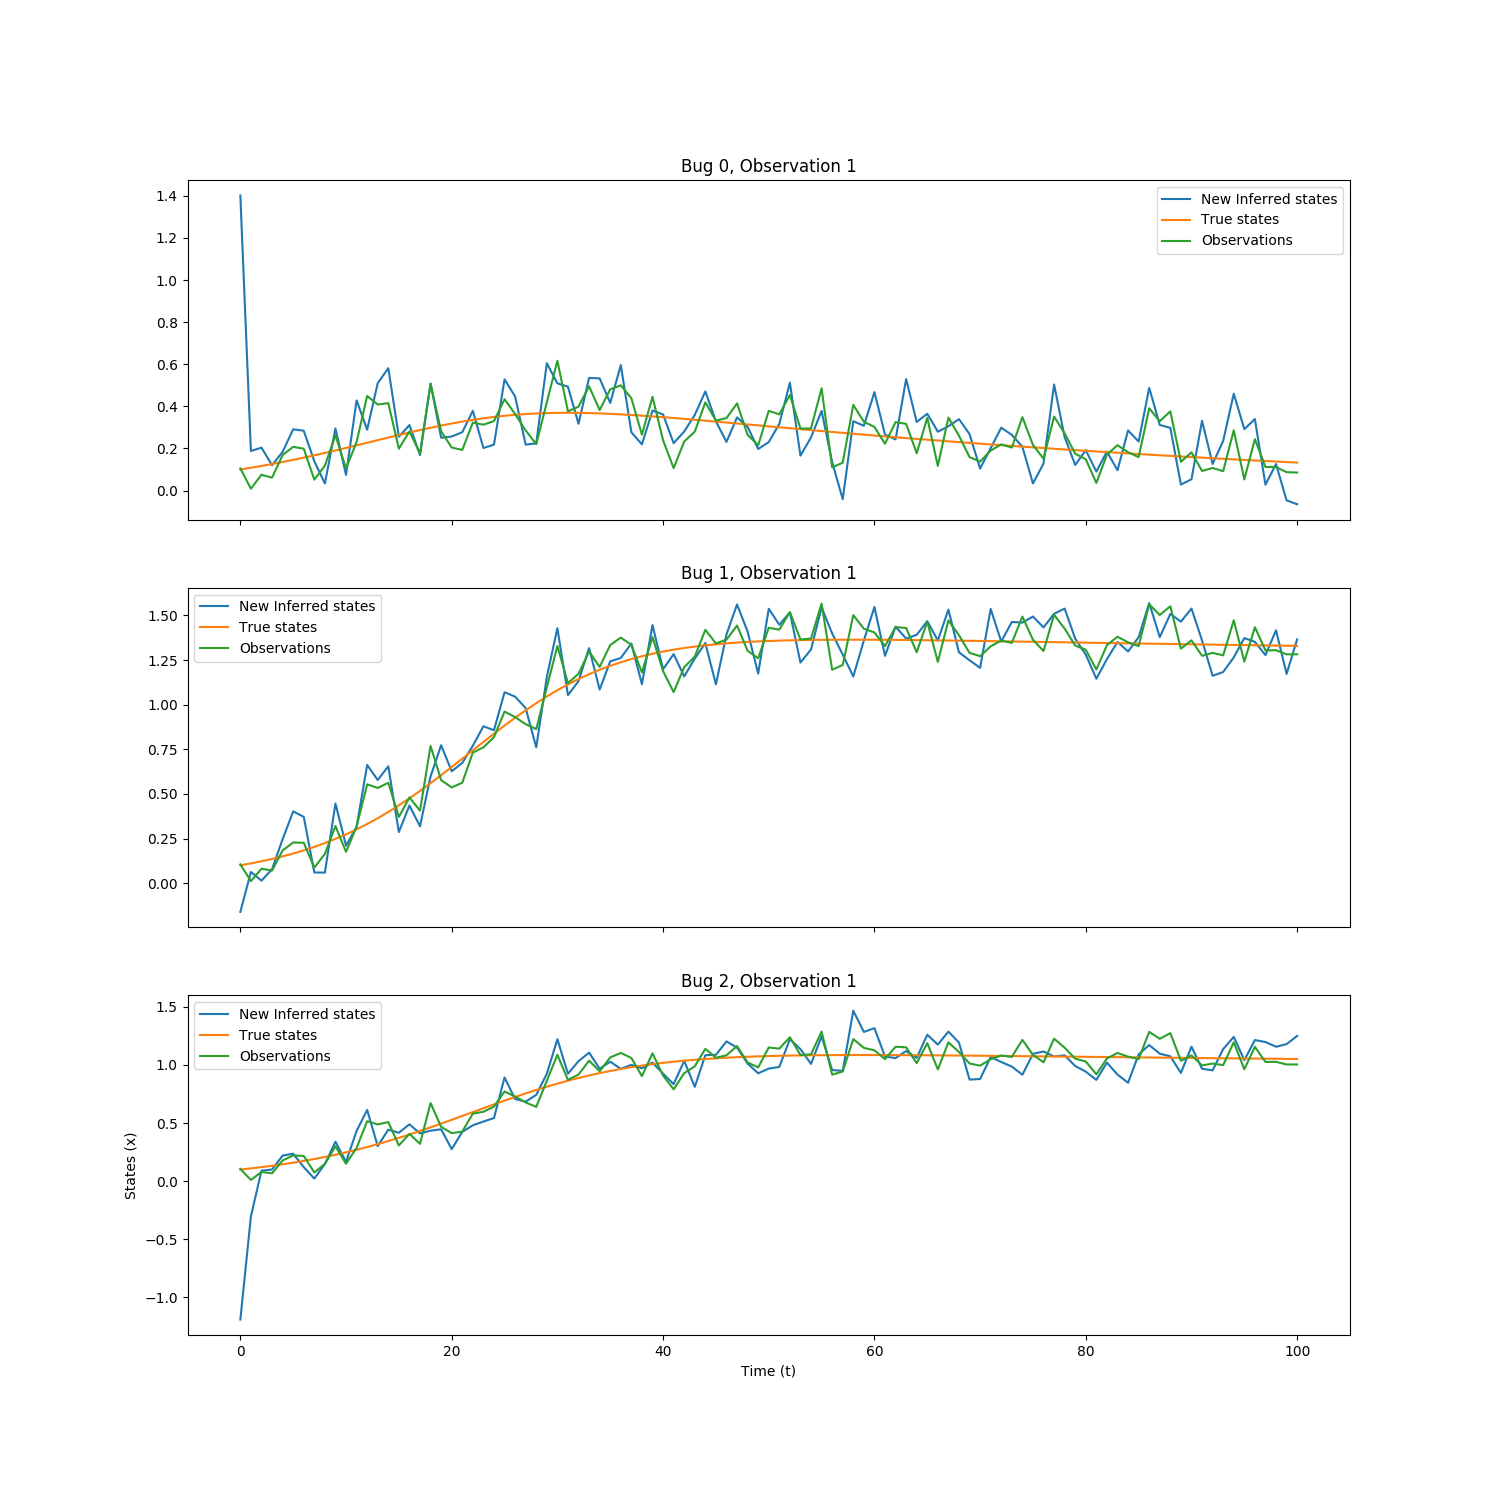 Bug 0, Observation 1
1.4
1.2
1.0
0.8
0.6
0.4
0.2
0.0
New Inferred states
True states
Observations
Bug 1, Observation 1
1.50
1.25
1.00
0.75
0.50
0.25
0.00
New Inferred states
True states
Observations
Bug 2, Observation 1
1.5
1.0
0.5
0.0
−0.5
−1.0
New Inferred states
True states
Observations
States (x)
0 20 40 60 80 100
Time (t)